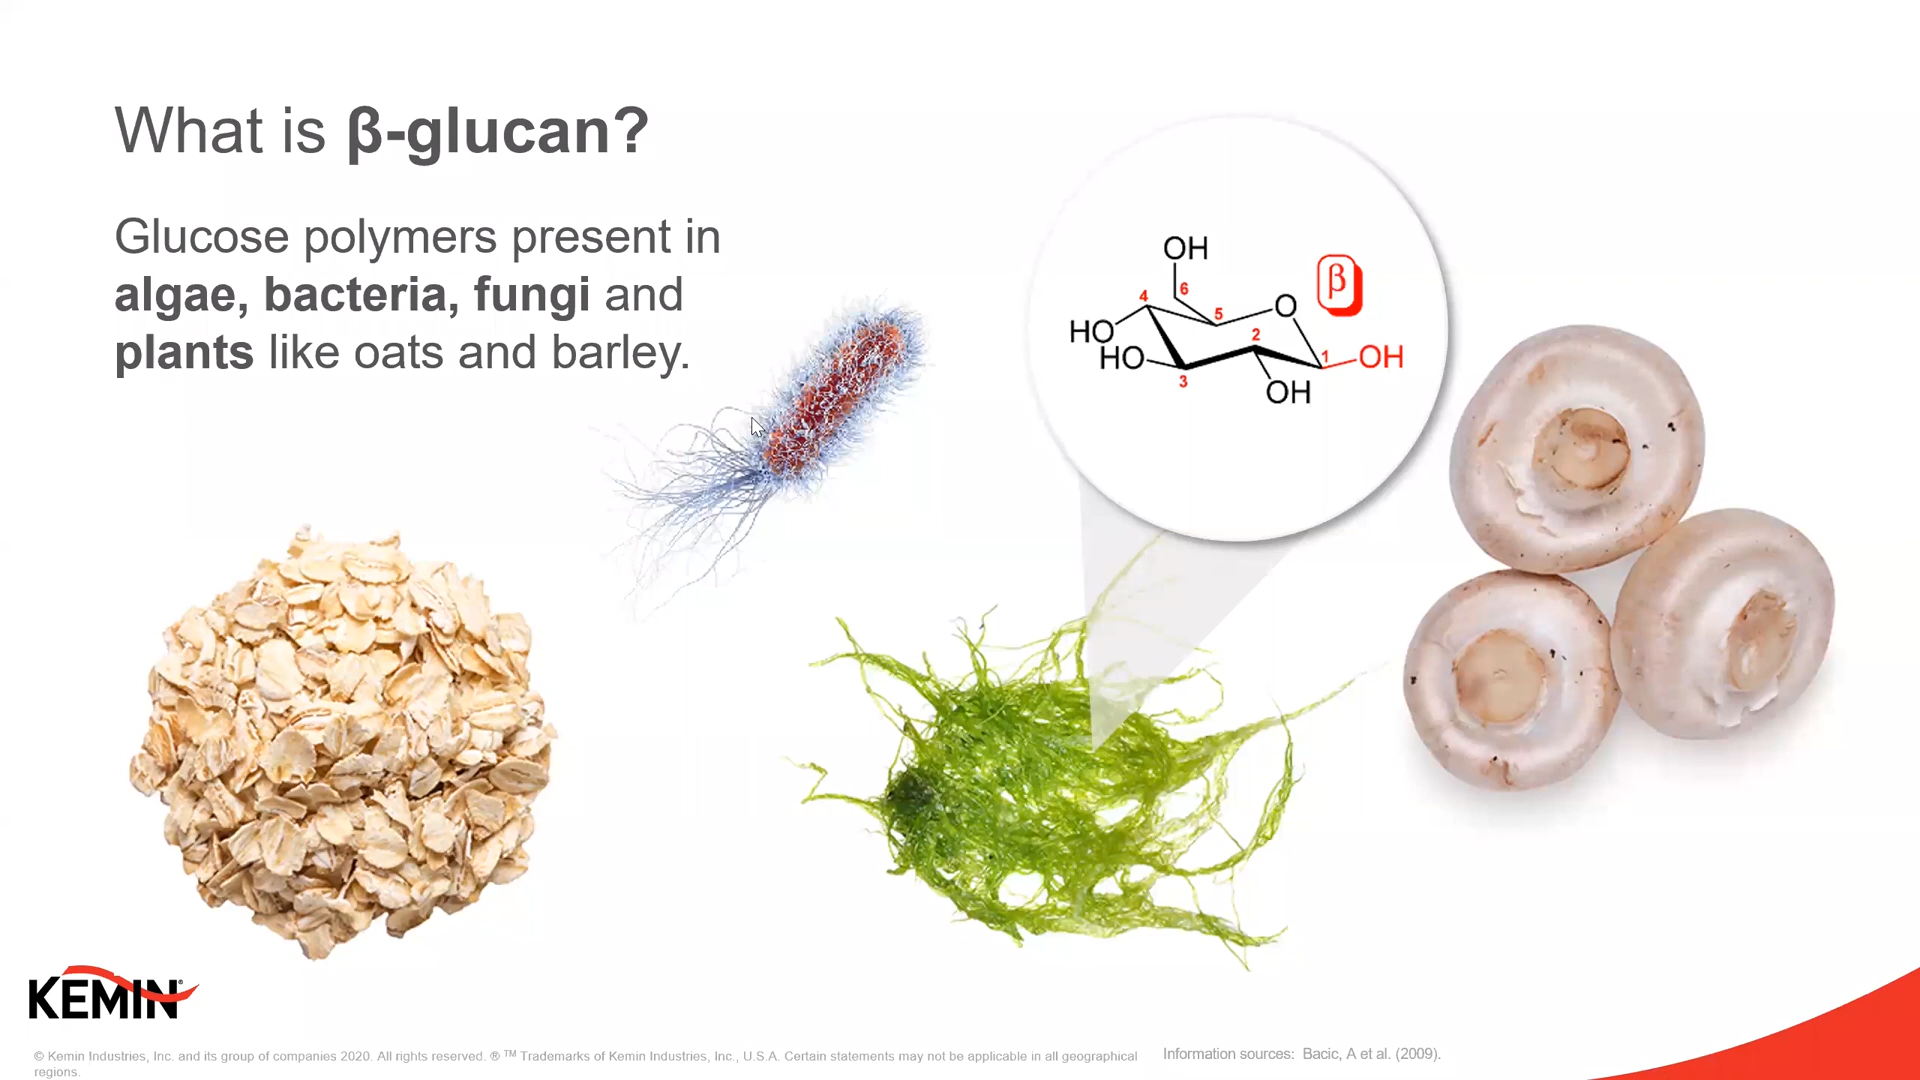 What is β-glucan?
Glucose polymers present in
algae, bacteria, fungi and
plants like oats and barley.
OH
β
6
4
5
O
HO
2
HO
1
OH
3
OH
KEMIN®
© Kemin Industries, Inc. and its group of companies 2020. All rights reserved. ® TM Trademarks of Kemin Industries, Inc., U.S.A. Certain statements may not be applicable in all geographical
regions.
Information sources: Bacic, A et al. (2009).